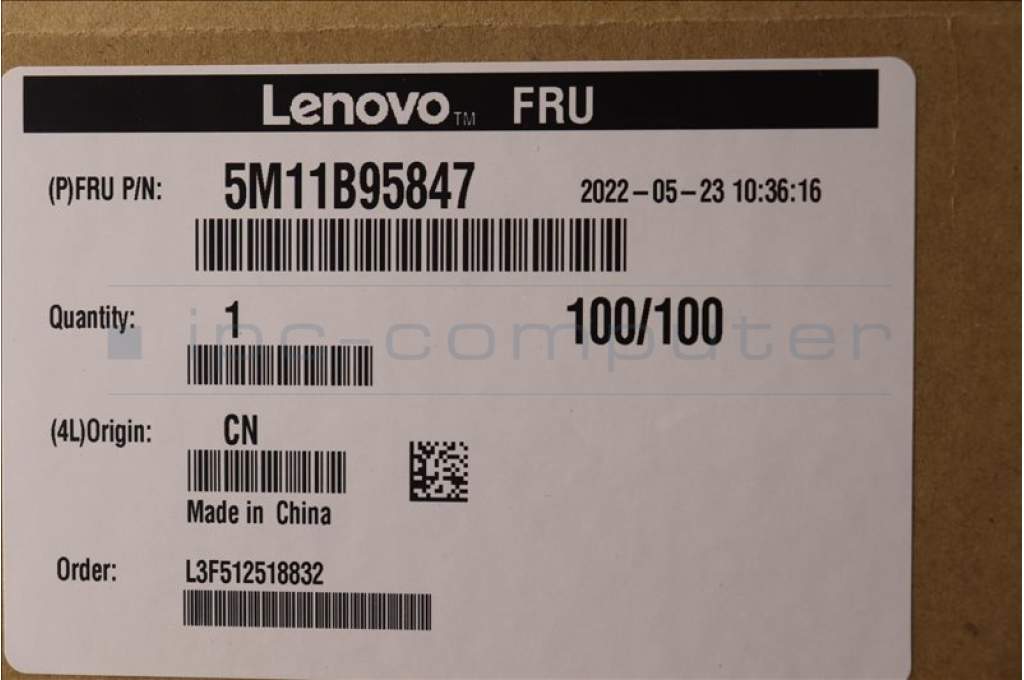 Lenovo™ FRU
(P)FRU P/N: 5M11B95847 2022-05-23 10:36:16
Quantity: 1 100/100
inc-computer
(4L)Origin: CN
Made in China
Order: L3F512518832